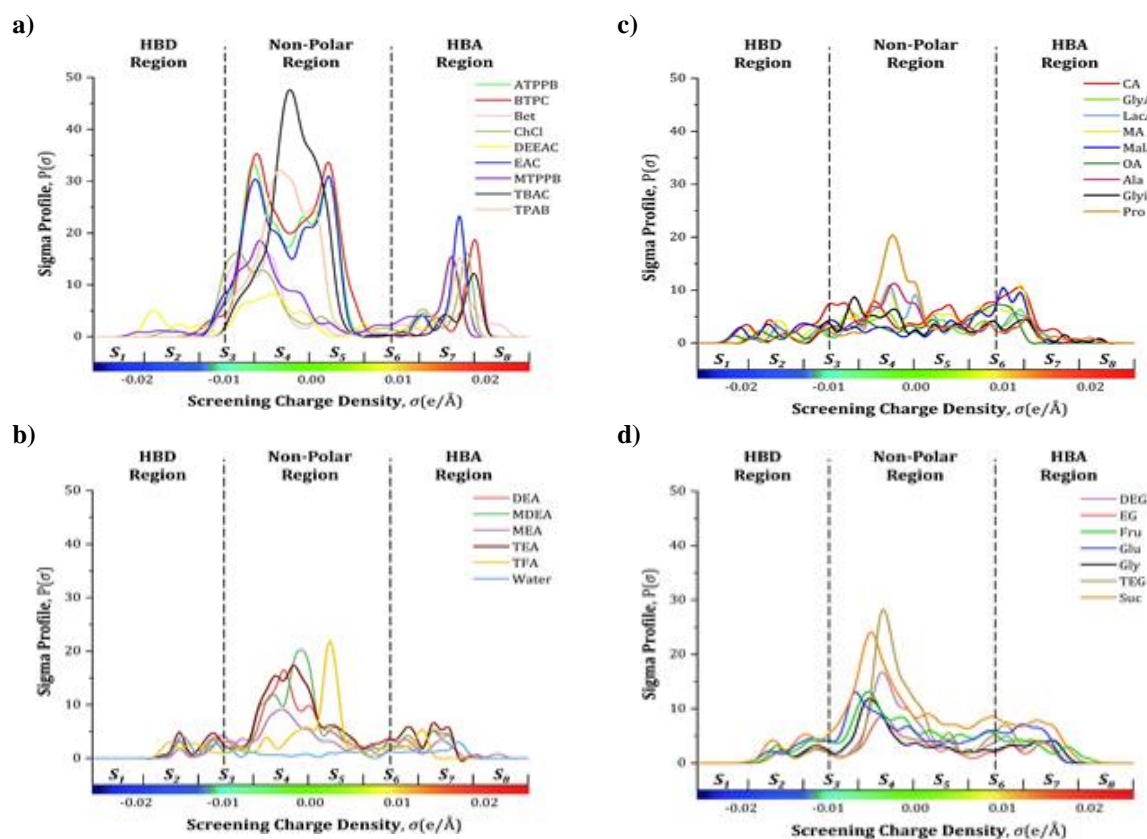 a)
HBD Region
Non-Polar Region
HBA Region
50
40
30
20
10
0
Sigma Profile, P(σ)
ATPPB
BTPC
Bet
ChCl
DEEAC
EAC
MTPPB
TBAC
TPAB
S1 S2 S3 S4 S5 S6 S7 S8
-0.02 -0.01 0.00 0.01 0.02
Screening Charge Density, σ(e/Å)
b)
HBD Region
Non-Polar Region
HBA Region
50
40
30
20
10
0
Sigma Profile, P(σ)
DEA
MDEA
MEA
TEA
TFA
Water
S1 S2 S3 S4 S5 S6 S7 S8
-0.02 -0.01 0.00 0.01 0.02
Screening Charge Density, σ(e/Å)
c)
HBD Region
Non-Polar Region
HBA Region
50
40
30
20
10
0
Sigma Profile, P(σ)
CA
GlyA
LacA
MA
Mal
OA
Ala
Glyi
Pro
S1 S2 S3 S4 S5 S6 S7 S8
-0.02 -0.01 0.00 0.01 0.02
Screening Charge Density, σ(e/Å)
d)
HBD Region
Non-Polar Region
HBA Region
50
40
30
20
10
0
Sigma Profile, P(σ)
DEG
EG
Fru
Glu
Gly
TEG
Suc
S1 S2 S3 S4 S5 S6 S7 S8
-0.02 -0.01 0.00 0.01 0.02
Screening Charge Density, σ(e/Å)